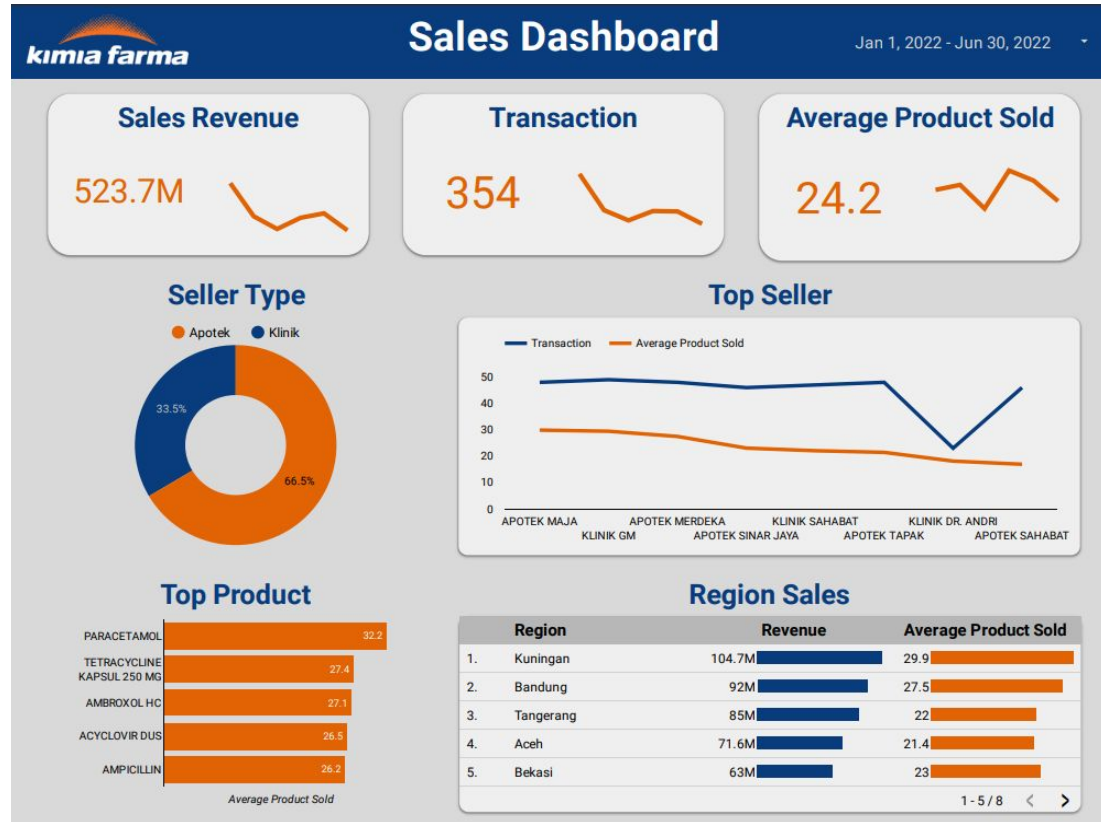 kimia farma
Sales Dashboard
Jan 1, 2022 - Jun 30, 2022
Sales Revenue
523.7M
Transaction
354
Average Product Sold
24.2
Seller Type
Apotek Klinik
33.5%
66.5%
Top Seller
Transaction Average Product Sold
50
40
30
20
10
0
APOTEK MAJA APOTEK MERDEKA KLINIK SAHABAT KLINIK DR. ANDRI
KLINIK GM APOTEK SINAR JAYA APOTEK TAPAK APOTEK SAHABAT
Top Product
PARACETAMOL 32.2
TETRACYCLINE
KAPSUL 250 MG 27.4
AMBROXOL HC 27.1
ACYCLOVIR DUS 26.5
AMPICILLIN 26.2
Average Product Sold
Region Sales
Region Revenue Average Product Sold
1. Kuningan 104.7M 29.9
2. Bandung 92M 27.5
3. Tangerang 85M 22
4. Aceh 71.6M 21.4
5. Bekasi 63M 23
1 - 5 / 8 < >